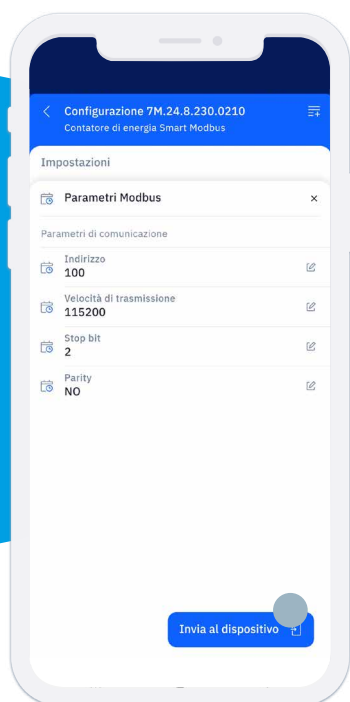 Configurazione 7M.24.8.230.0210
Contatore di energia Smart Modbus
Impostazioni
Parametri Modbus
Parametri di comunicazione
Indirizzo
100
Velocità di trasmissione
115200
Stop bit
2
Parity
NO
Invia al dispositivo